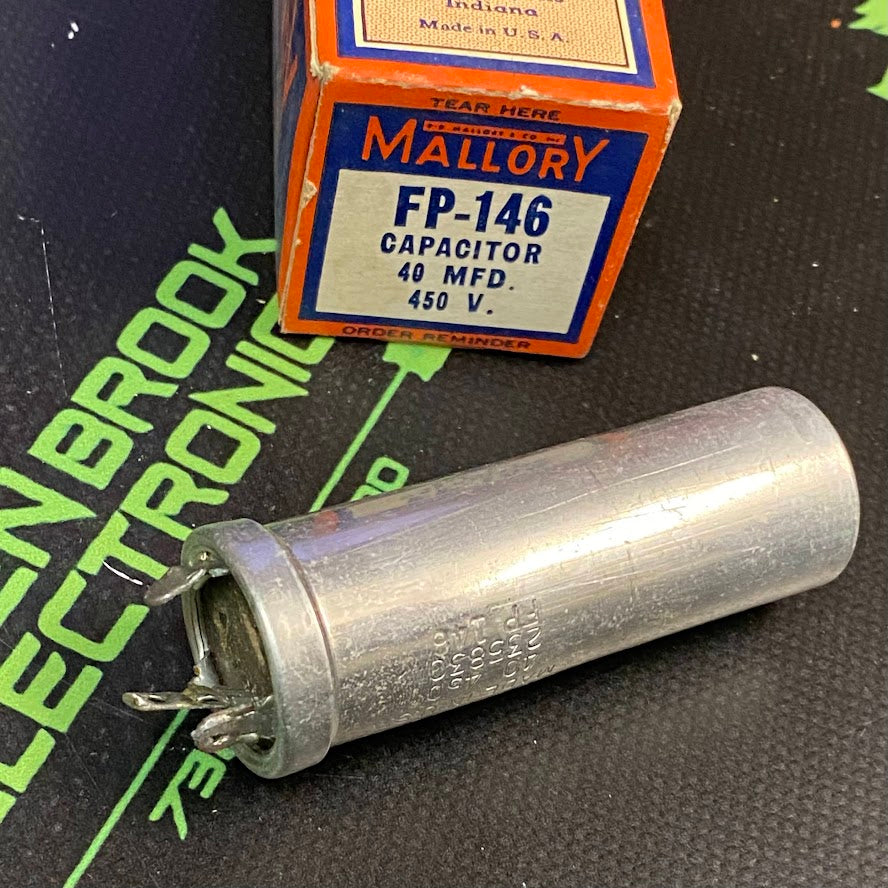 Indiana
Made in U.S.A.
TEAR HERE
P. R. MALLORY & CO. INC.
MALLORY
FP-146
CAPACITOR
40 MFD.
450 V.
ORDER REMINDER
EN BROOK
ELECTRONIC